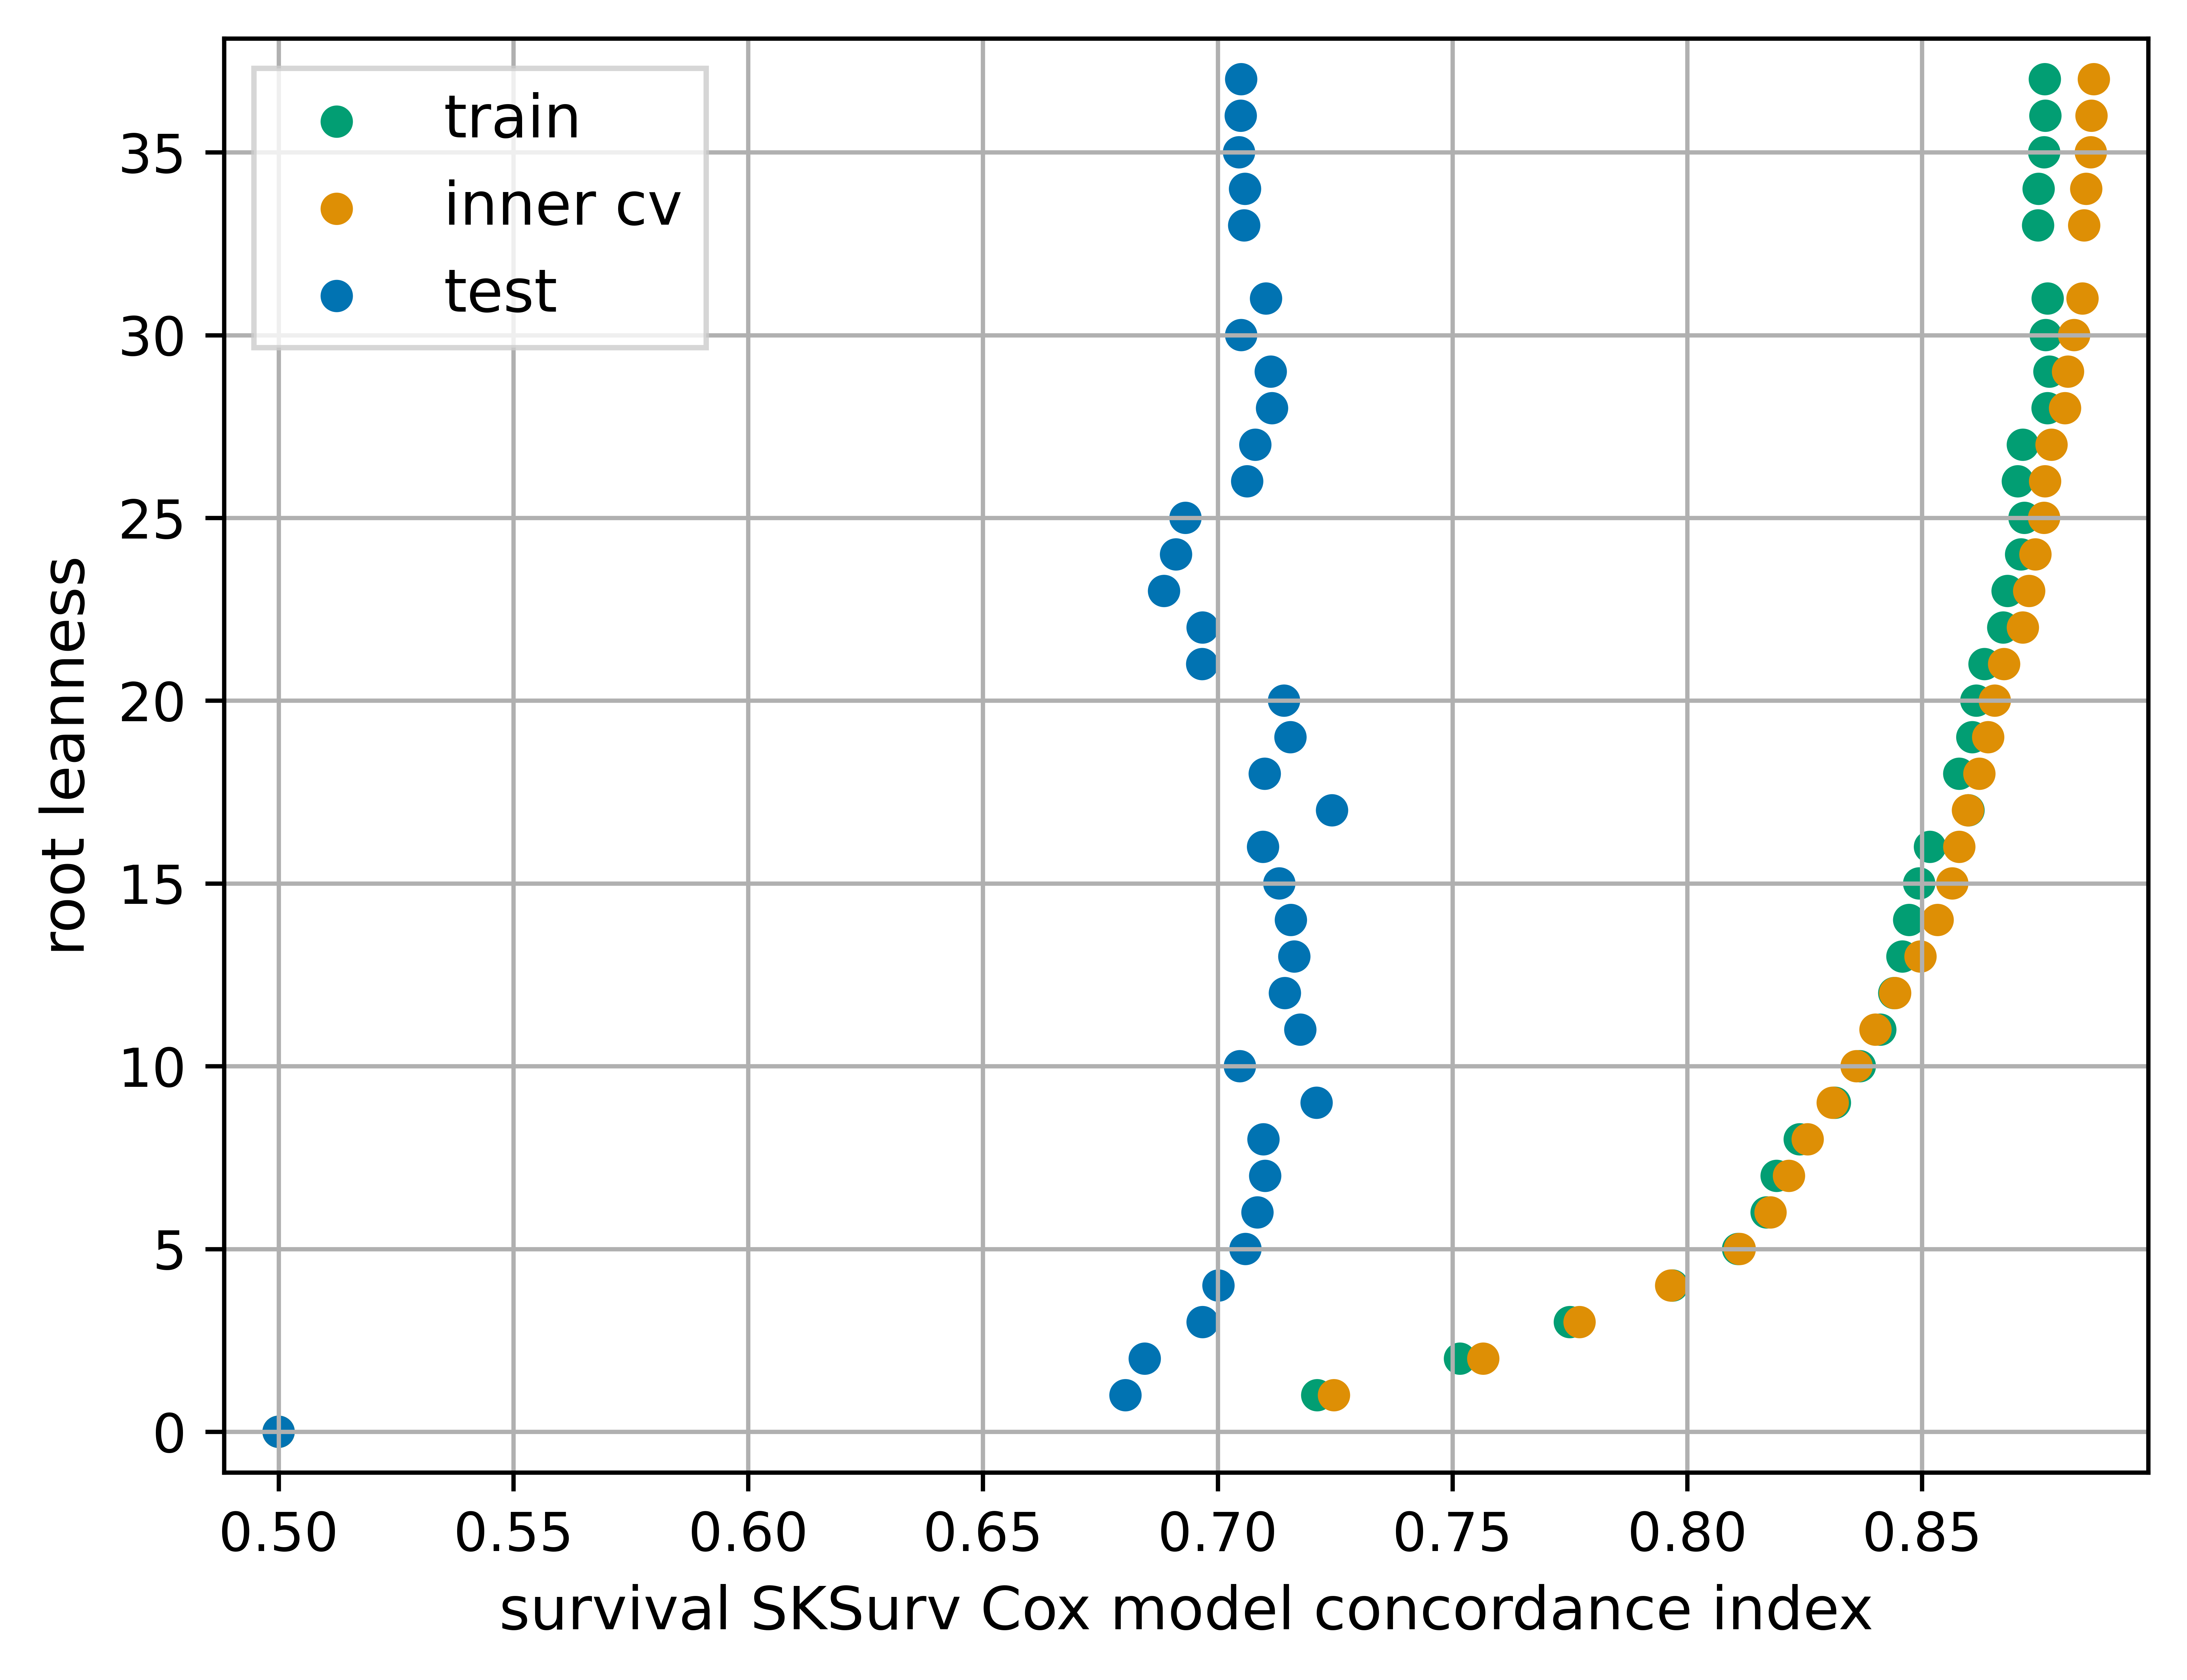 train
inner cv
test
35
30
25
20
15
10
5
0
root leanness
0.50 0.55 0.60 0.65 0.70 0.75 0.80 0.85
survival SKSurv Cox model concordance index